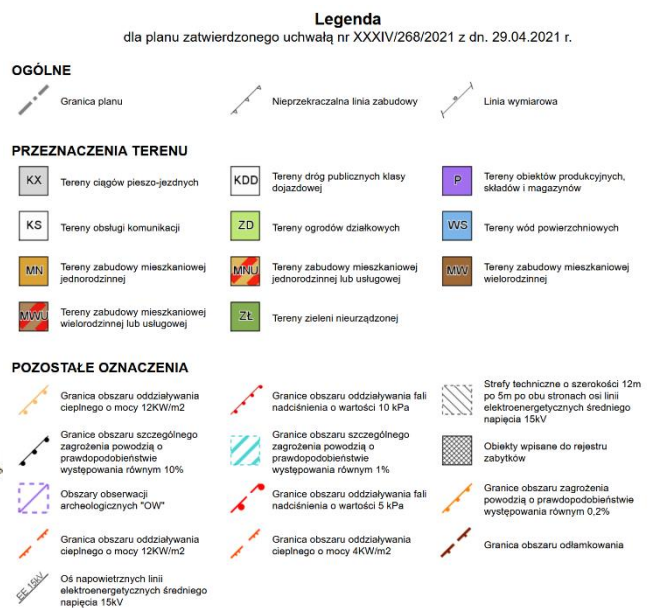 Legenda
dla planu zatwierdzonego uchwałą nr XXXIV/268/2021 z dn. 29.04.2021 r.
OGÓLNE
Granica planu
Nieprzekraczalna linia zabudowy
Linia wymiarowa
PRZEZNACZENIA TERENU
KX
Tereny ciągów pieszo-jezdnych
KDD
Tereny dróg publicznych klasy
dojazdowej
P
Tereny obiektów produkcyjnych,
składów i magazynów
KS
Tereny obsługi komunikacji
ZD
Tereny ogrodów działkowych
WS
Tereny wód powierzchniowych
MN
Tereny zabudowy mieszkaniowej
jednorodzinnej
MNU
Tereny zabudowy mieszkaniowej
jednorodzinnej lub usługowej
MW
Tereny zabudowy mieszkaniowej
wielorodzinnej
MWU
Tereny zabudowy mieszkaniowej
wielorodzinnej lub usługowej
ZŁ
Tereny zieleni nieurządzonej
POZOSTAŁE OZNACZENIA
Granica obszaru oddziaływania
cieplnego o mocy 12KW/m2
Granice obszaru oddziaływania fali
nadciśnienia o wartości 10 kPa
Strefy techniczne o szerokości 12m
po 5m po obu stronach osi linii
elektroenergetycznych średniego
napięcia 15kV
Granice obszaru szczególnego
zagrożenia powodzią o
prawdopodobieństwie
występowania równym 10%
Granice obszaru szczególnego
zagrożenia powodzią o
prawdopodobieństwie
występowania równym 1%
Obiekty wpisane do rejestru
zabytków
Obszary obserwacji
archeologicznych "OW"
Granice obszaru oddziaływania fali
nadciśnienia o wartości 5 kPa
Granice obszaru zagrożenia
powodzią o prawdopodobieństwie
występowania równym 0,2%
Granica obszaru oddziaływania
cieplnego o mocy 12KW/m2
Granica obszaru oddziaływania
cieplnego o mocy 4KW/m2
Granica obszaru odłamkowania
EE 15kV
Oś napowietrznych linii
elektroenergetycznych średniego
napięcia 15kV